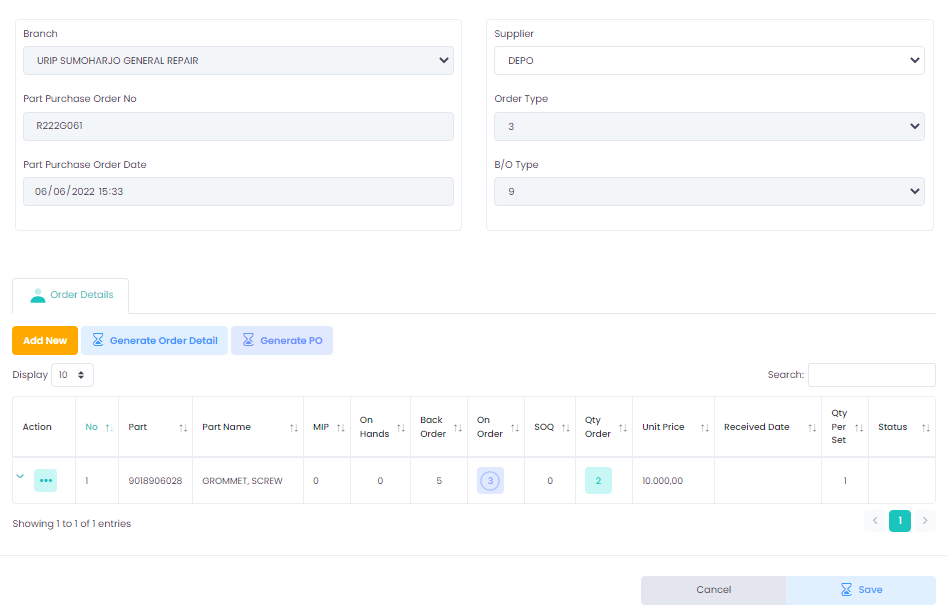 Branch
URIP SUMOHARJO GENERAL REPAIR
Part Purchase Order No
R222G061
Part Purchase Order Date
06/06/2022 15:33
Supplier
DEPO
Order Type
3
B/O Type
9
Order Details
Add New
Generate Order Detail
Generate PO
Display 10
Search:
Action No Part Part Name MIP On Hands Back Order On Order SOQ Qty Order Unit Price Received Date Qty Per Set Status
1 9018906028 GROMMET, SCREW 0 0 5 3 0 2 10.000,00 1
Showing 1 to 1 of 1 entries
1
Cancel
Save